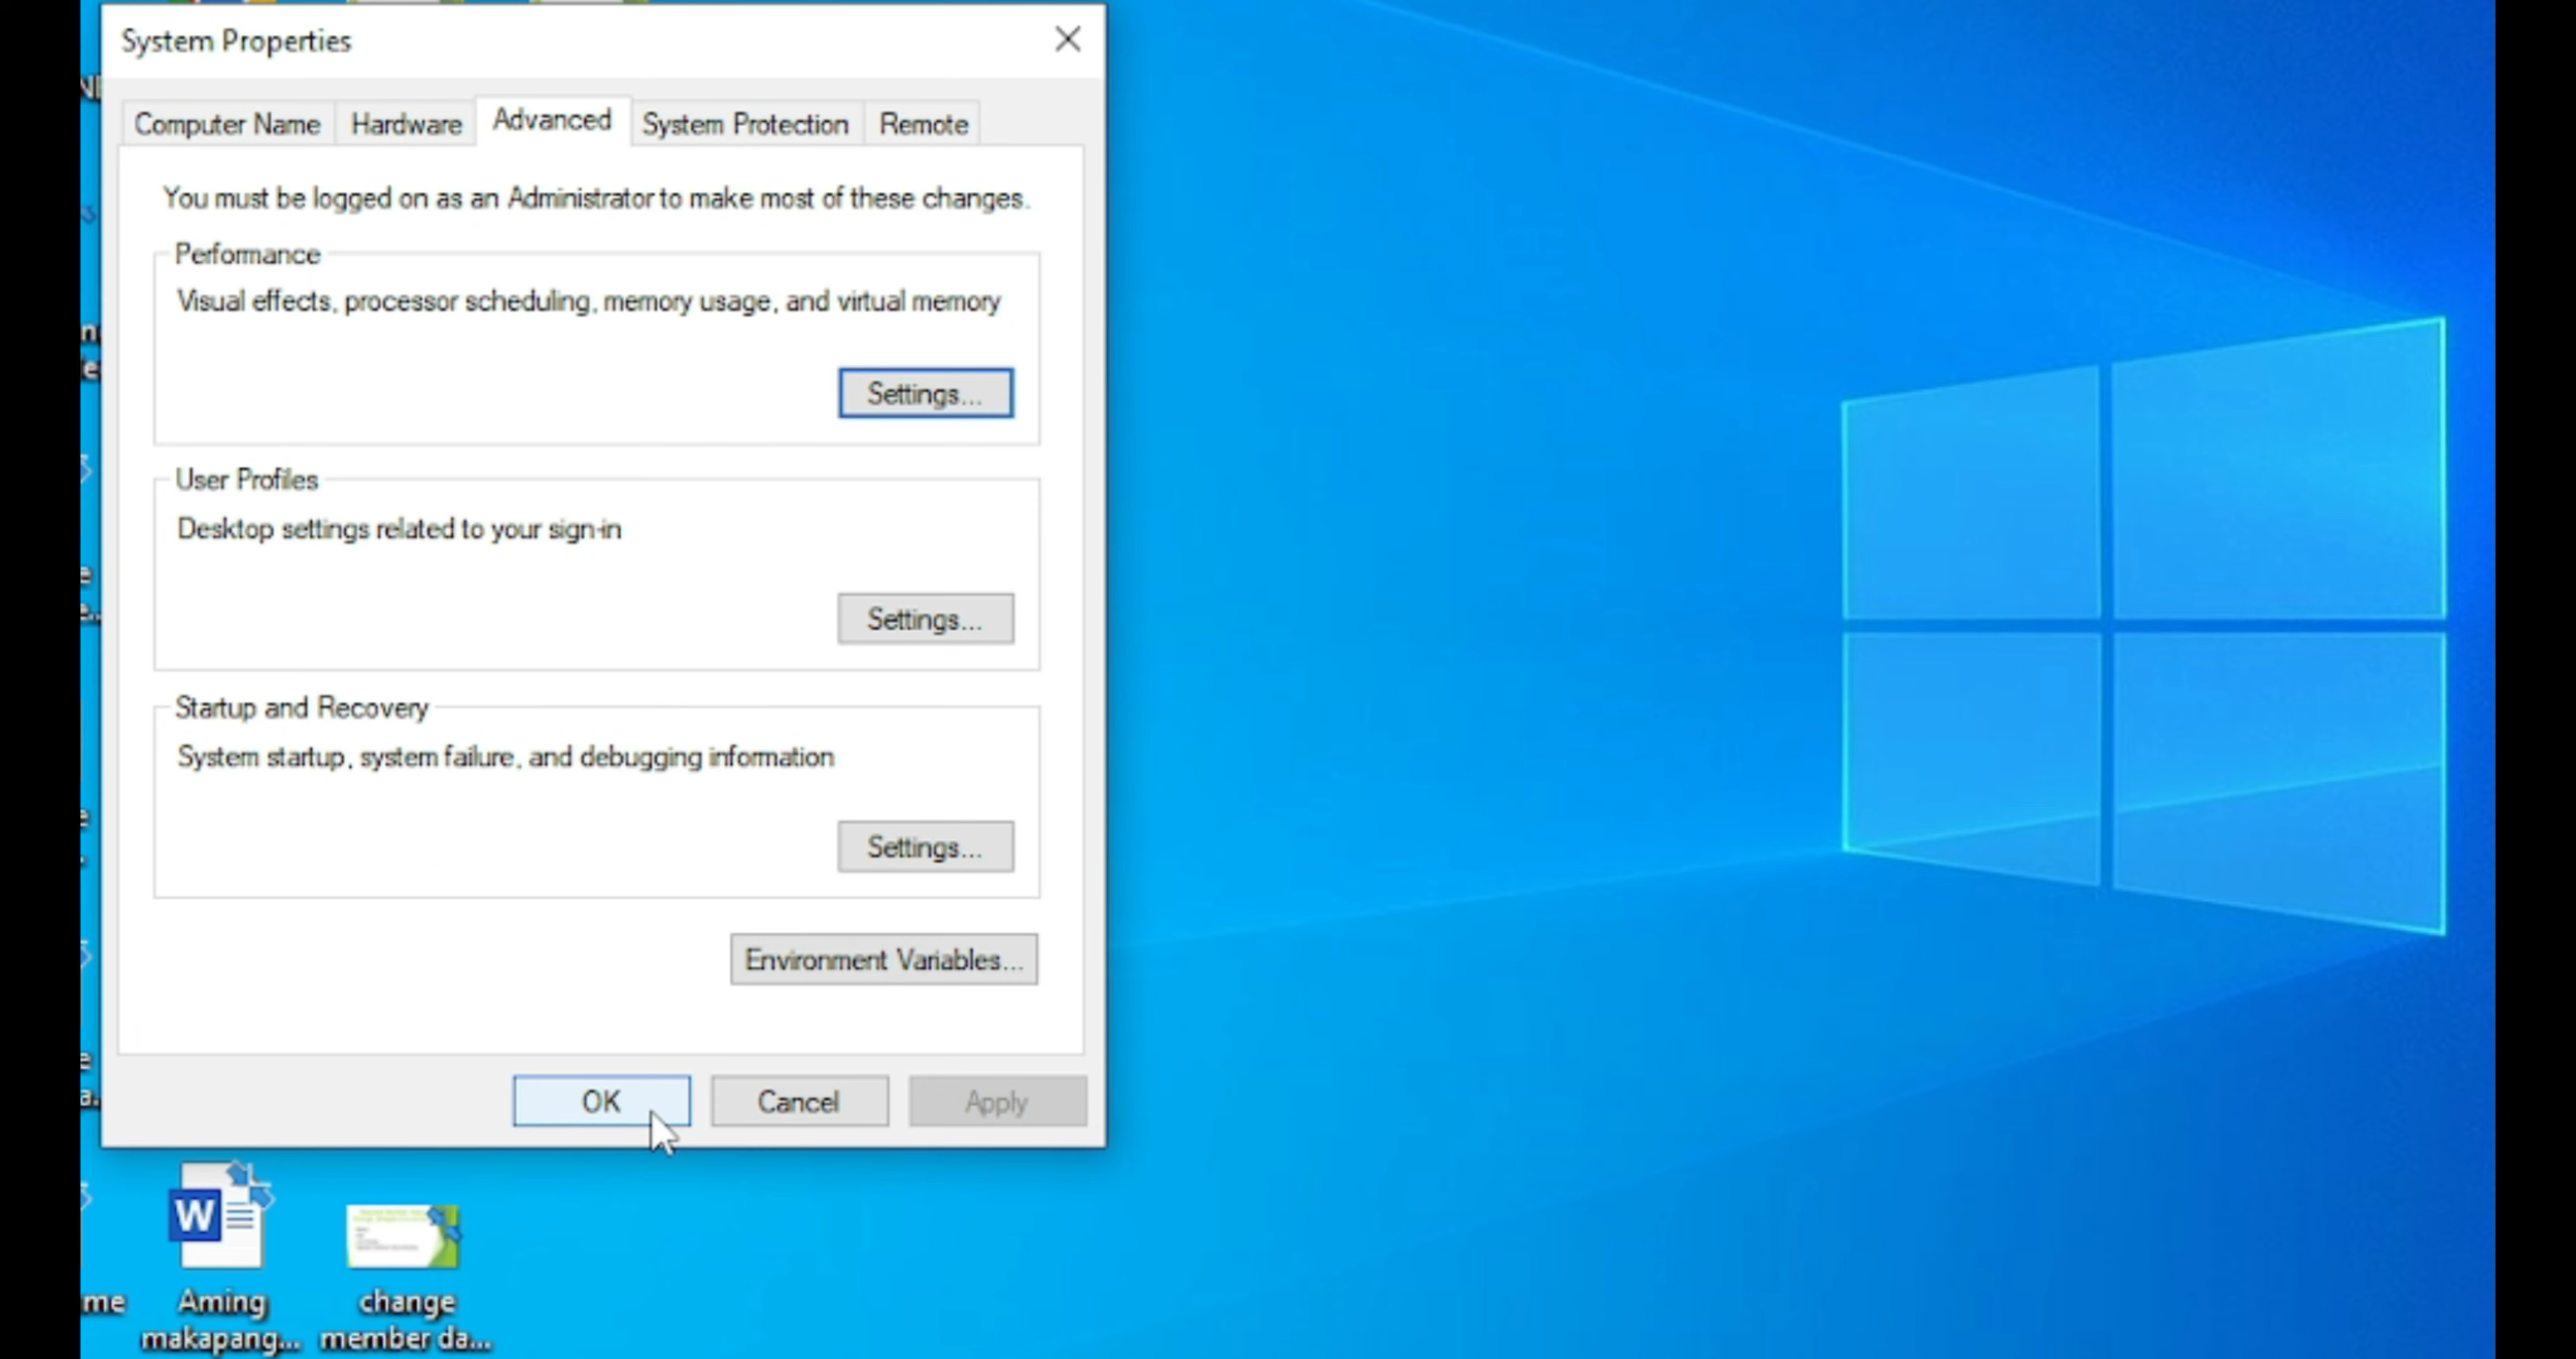 System Properties
Computer Name
Hardware
Advanced
System Protection
Remote
You must be logged on as an Administrator to make most of these changes.
Performance
Visual effects, processor scheduling, memory usage, and virtual memory
Settings...
User Profiles
Desktop settings related to your sign-in
Settings...
Startup and Recovery
System startup, system failure, and debugging information
Settings...
Environment Variables...
OK
Cancel
Apply
W
me
Aming
makapang...
change
member da...